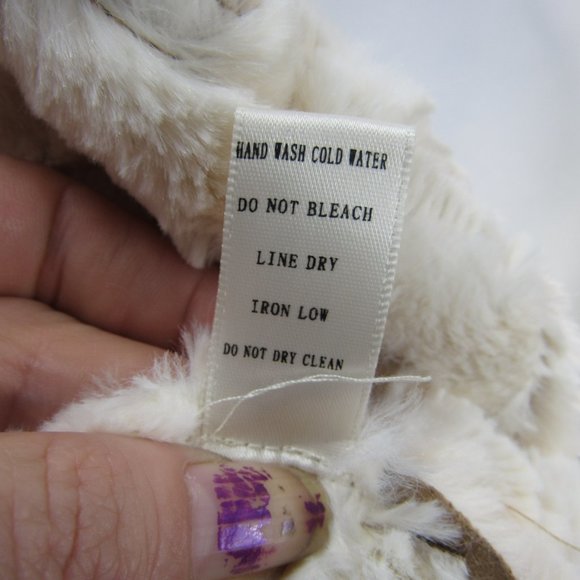 HAND WASH COLD WATER
DO NOT BLEACH
LINE DRY
IRON LOW
DO NOT DRY CLEAN